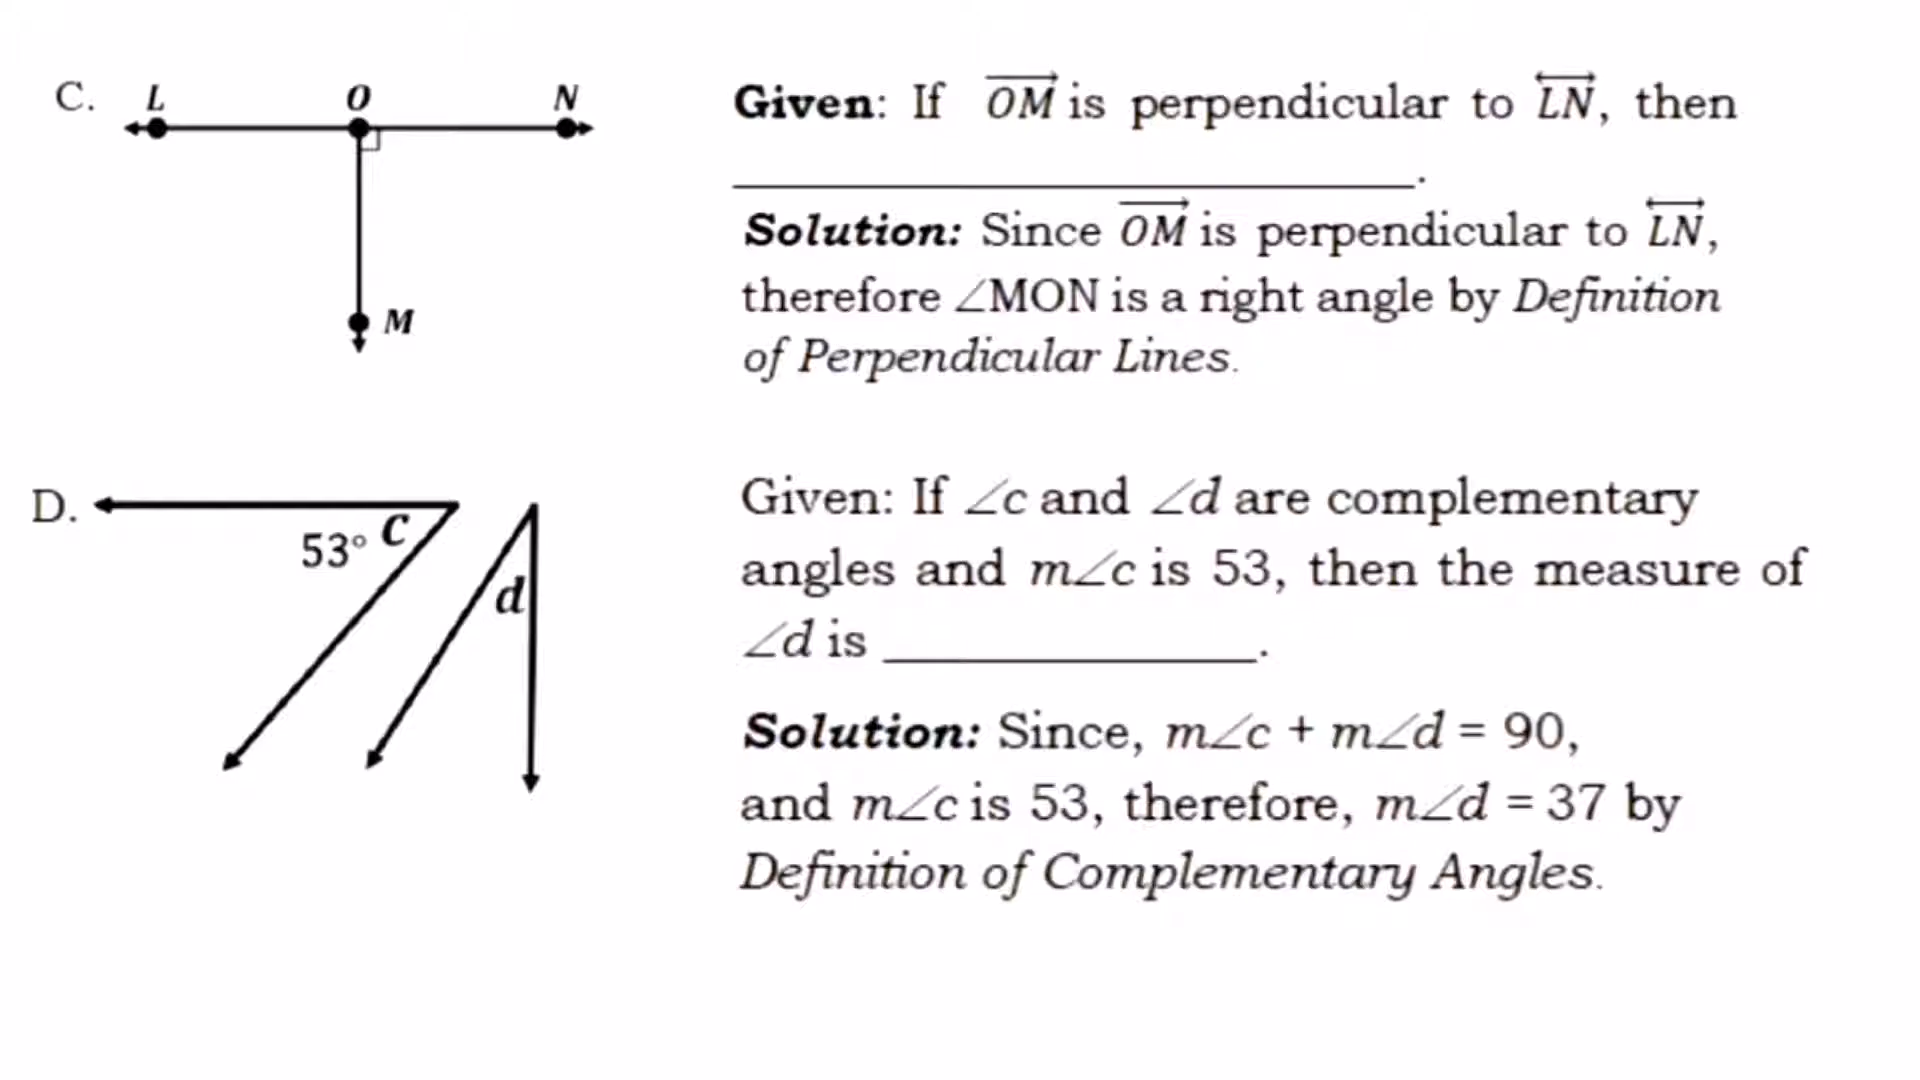 C. L O N
M
Given: If OM is perpendicular to LN, then
____________________.
Solution: Since OM is perpendicular to LN,
therefore ∠MON is a right angle by Definition
of Perpendicular Lines.
D. 53° C d
Given: If ∠c and ∠d are complementary
angles and m∠c is 53, then the measure of
∠d is ____________.
Solution: Since, m∠c + m∠d = 90,
and m∠c is 53, therefore, m∠d = 37 by
Definition of Complementary Angles.